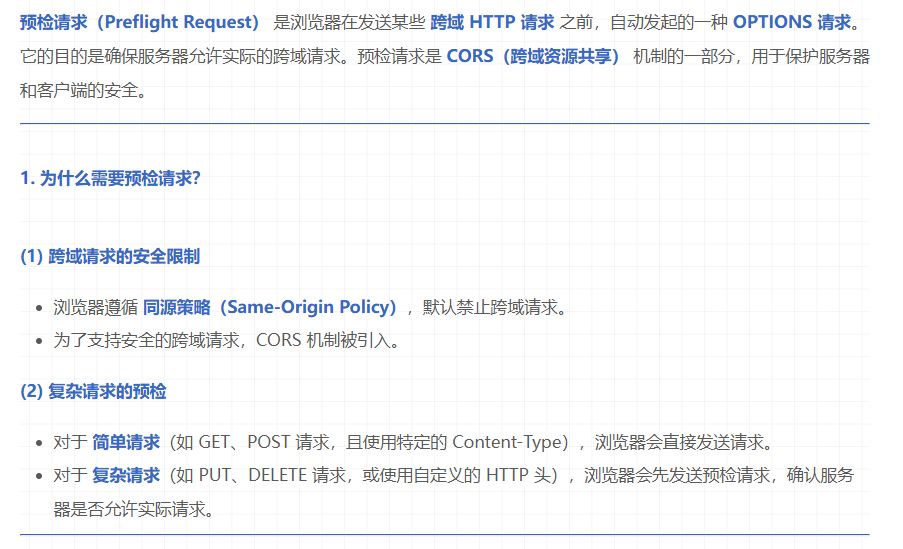 预检请求（Preflight Request） 是浏览器在发送某些 跨域 HTTP 请求 之前，自动发起的一种 OPTIONS 请求。
它的目的是确保服务器允许实际的跨域请求。预检请求是 CORS（跨域资源共享） 机制的一部分，用于保护服务器
和客户端的安全。
1. 为什么需要预检请求？
(1) 跨域请求的安全限制
• 浏览器遵循 同源策略（Same-Origin Policy），默认禁止跨域请求。
• 为了支持安全的跨域请求，CORS 机制被引入。
(2) 复杂请求的预检
• 对于 简单请求（如 GET、POST 请求，且使用特定的 Content-Type），浏览器会直接发送请求。
• 对于 复杂请求（如 PUT、DELETE 请求，或使用自定义的 HTTP 头），浏览器会先发送预检请求，确认服务
器是否允许实际请求。